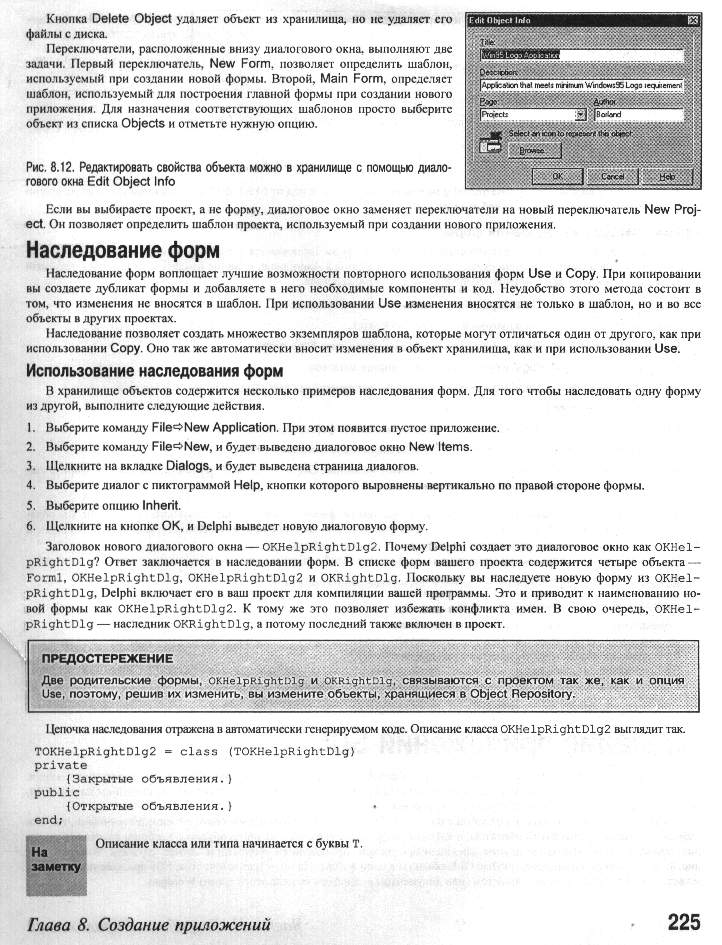 Кнопка Delete Object удаляет объект из хранилища, но не удаляет его
файлы с диска.
Переключатели, расположенные внизу диалогового окна, выполняют две
задачи. Первый переключатель, New Form, позволяет определить шаблон,
используемый при создании новой формы. Второй, Main Form, определяет
шаблон, используемый для построения главной формы при создании нового
приложения. Для назначения соответствующих шаблонов просто выберите
объект из списка Objects и отметьте нужную опцию.
Рис. 8.12. Редактировать свойства объекта можно в хранилище с помощью диало-
гового окна Edit Object Info
Edit Object Info
Title:
Win95 Logo Application
Description:
Application that meets minimum Windows95 Logo requirement
Page:
Author:
Projects
Borland
Select an icon to represent this object:
Browse...
OK
Cancel
Help
Если вы выбираете проект, а не форму, диалоговое окно заменяет переключатели на новый переключатель New Proj-
ect. Он позволяет определить шаблон проекта, используемый при создании нового приложения.
Наследование форм
Наследование форм воплощает лучшие возможности повторного использования форм Use и Copy. При копировании
вы создаете дубликат формы и добавляете в него необходимые компоненты и код. Неудобство этого метода состоит в
том, что изменения не вносятся в шаблон. При использовании Use изменения вносятся не только в шаблон, но и во все
объекты в других проектах.
Наследование позволяет создать множество экземпляров шаблона, которые могут отличаться один от другого, как при
использовании Copy. Оно так же автоматически вносит изменения в объект хранилища, как и при использовании Use.
Использование наследования форм
В хранилище объектов содержится несколько примеров наследования форм. Для того чтобы наследовать одну форму
из другой, выполните следующие действия.
1. Выберите команду File⇨New Application. При этом появится пустое приложение.
2. Выберите команду File⇨New, и будет выведено диалоговое окно New Items.
3. Щелкните на вкладке Dialogs, и будет выведена страница диалогов.
4. Выберите диалог с пиктограммой Help, кнопки которого выровнены вертикально по правой стороне формы.
5. Выберите опцию Inherit.
6. Щелкните на кнопке OK, и Delphi выведет новую диалоговую форму.
Заголовок нового диалогового окна — OKHelpRightDlg2. Почему Delphi создает это диалоговое окно как OKHel-
pRightDlg? Ответ заключается в наследовании форм. В списке форм вашего проекта содержится четыре объекта —
Form1, OKHelpRightDlg, OKHelpRightDlg2 и OKRightDlg. Поскольку вы наследуете новую форму из OKHel-
pRightDlg, Delphi включает его в ваш проект для компиляции вашей программы. Это и приводит к наименованию но-
вой формы как OKHelpRightDlg2. К тому же это позволяет избежать конфликта имен. В свою очередь, OKHel-
pRightDlg — наследник OKRightDlg, а потому последний также включен в проект.
ПРЕДОСТЕРЕЖЕНИЕ
Две родительские формы, OKHelpRightDlg и OKRightDlg, связываются с проектом так же, как и опция
Use, поэтому, решив их изменить, вы измените объекты, хранящиеся в Object Repository.
Цепочка наследования отражена в автоматически генерируемом коде. Описание класса OKHelpRightDlg2 выглядит так.
TOKHelpRightDlg2 = class (TOKHelpRightDlg)
private
{Закрытые объявления.}
public
{Открытые объявления.}
end;
На
заметку
Описание класса или типа начинается с буквы T.
Глава 8. Создание приложений
225